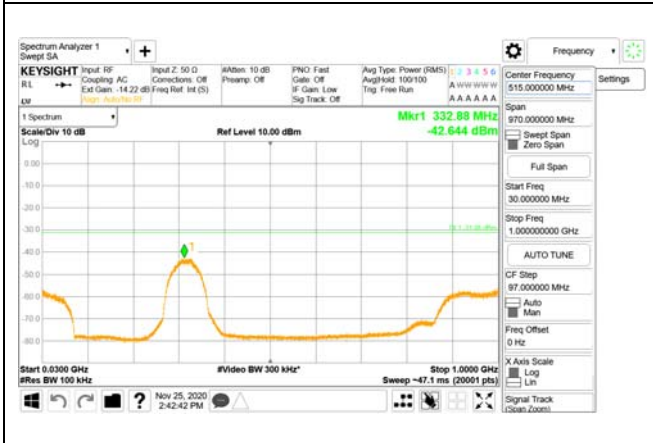 Spectrum Analyzer 1
Swept SA
+
Frequency
KEYSIGHT
Input: RF
Coupling: AC
Ext Gain: -14.22 dB
Align: Auto/No RF
RL
Input Z: 50 Ω
Corrections: Off
Freq Ref: Int (S)
#Atten: 10 dB
Preamp: Off
PNO: Fast
Gate: Off
IF Gain: Low
Sig Track: Off
Avg Type: Power (RMS)
Avg|Hold: 100/100
Trig: Free Run
1 2 3 4 5 6
A W W W W W
A A A A A A
1 Spectrum
Scale/Div 10 dB
Ref Level 10.00 dBm
Mkr1 332.88 MHz
-42.644 dBm
Log
0.00
-10.0
-20.0
-30.0
-40.0
-50.0
-60.0
-70.0
-80.0
1
Start 0.0300 GHz
#Res BW 100 kHz
#Video BW 300 kHz*
Stop 1.0000 GHz
Sweep ~47.1 ms (20001 pts)
Nov 25, 2020
2:42:42 PM
Center Frequency
515.000000 MHz
Settings
Span
970.000000 MHz
Swept Span
Zero Span
Full Span
Start Freq
30.000000 MHz
Stop Freq
1.000000000 GHz
AUTO TUNE
CF Step
97.000000 MHz
Auto
Man
Freq Offset
0 Hz
X Axis Scale
Log
Lin
Signal Track
(Span Zoom)